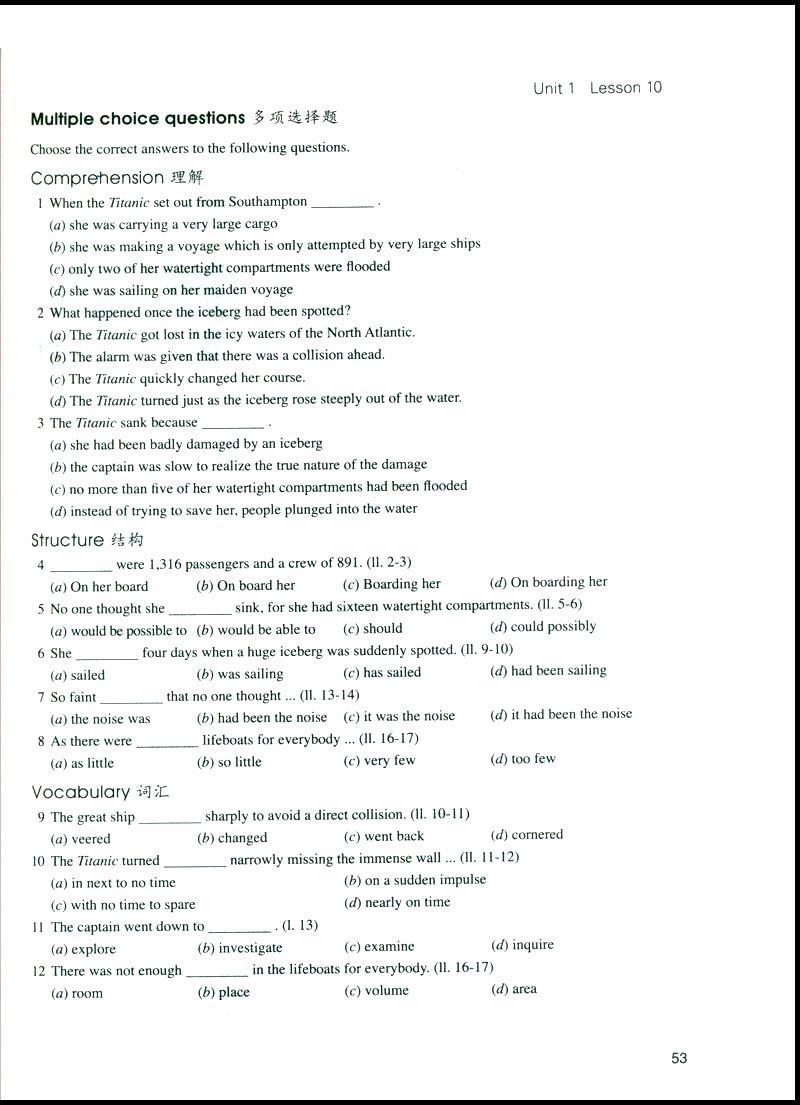 Unit 1 Lesson 10
Multiple choice questions 多项选择题
Choose the correct answers to the following questions.
Comprehension 理解
1 When the Titanic set out from Southampton ________ .
(a) she was carrying a very large cargo
(b) she was making a voyage which is only attempted by very large ships
(c) only two of her watertight compartments were flooded
(d) she was sailing on her maiden voyage
2 What happened once the iceberg had been spotted?
(a) The Titanic got lost in the icy waters of the North Atlantic.
(b) The alarm was given that there was a collision ahead.
(c) The Titanic quickly changed her course.
(d) The Titanic turned just as the iceberg rose steeply out of the water.
3 The Titanic sank because ________ .
(a) she had been badly damaged by an iceberg
(b) the captain was slow to realize the true nature of the damage
(c) no more than five of her watertight compartments had been flooded
(d) instead of trying to save her, people plunged into the water
Structure 结构
4 ________ were 1,316 passengers and a crew of 891. (ll. 2-3)
(a) On her board (b) On board her (c) Boarding her (d) On boarding her
5 No one thought she ________ sink, for she had sixteen watertight compartments. (ll. 5-6)
(a) would be possible to (b) would be able to (c) should (d) could possibly
6 She ________ four days when a huge iceberg was suddenly spotted. (ll. 9-10)
(a) sailed (b) was sailing (c) has sailed (d) had been sailing
7 So faint ________ that no one thought ... (ll. 13-14)
(a) the noise was (b) had been the noise (c) it was the noise (d) it had been the noise
8 As there were ________ lifeboats for everybody ... (ll. 16-17)
(a) as little (b) so little (c) very few (d) too few
Vocabulary 词汇
9 The great ship ________ sharply to avoid a direct collision. (ll. 10-11)
(a) veered (b) changed (c) went back (d) cornered
10 The Titanic turned ________ narrowly missing the immense wall ... (ll. 11-12)
(a) in next to no time (b) on a sudden impulse
(c) with no time to spare (d) nearly on time
11 The captain went down to ________ . (l. 13)
(a) explore (b) investigate (c) examine (d) inquire
12 There was not enough ________ in the lifeboats for everybody. (ll. 16-17)
(a) room (b) place (c) volume (d) area
53